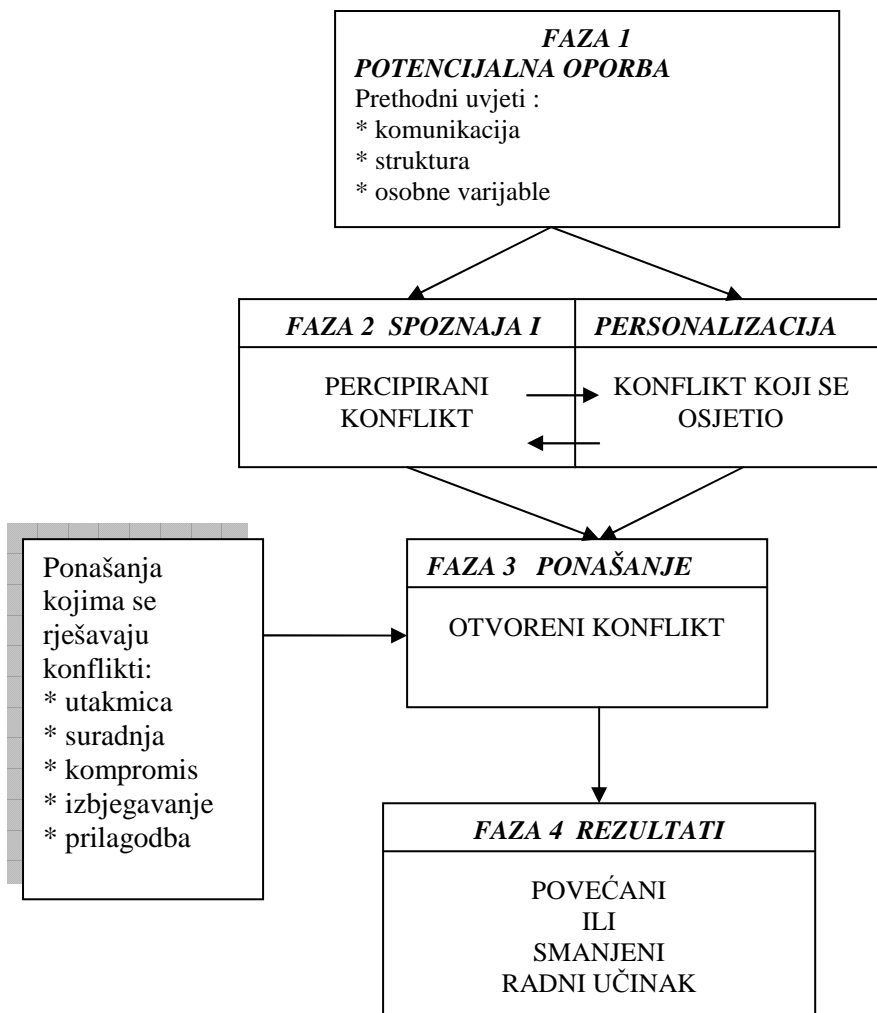 FAZA 1
POTENCIJALNA OPORBA
Prethodni uvjeti :
* komunikacija
* struktura
* osobne varijable
FAZA 2 SPOZNAJA I
PERSONALIZACIJA
PERCIPIRANI
KONFLIKT
KONFLIKT KOJI SE
OSJETIO
Ponašanja
kojima se
rješavaju
konflikti:
* utakmica
* suradnja
* kompromis
* izbjegavanje
* prilagodba
FAZA 3 PONAŠANJE
OTVORENI KONFLIKT
FAZA 4 REZULTATI
POVEĆANI
ILI
SMANJENI
RADNI UČINAK